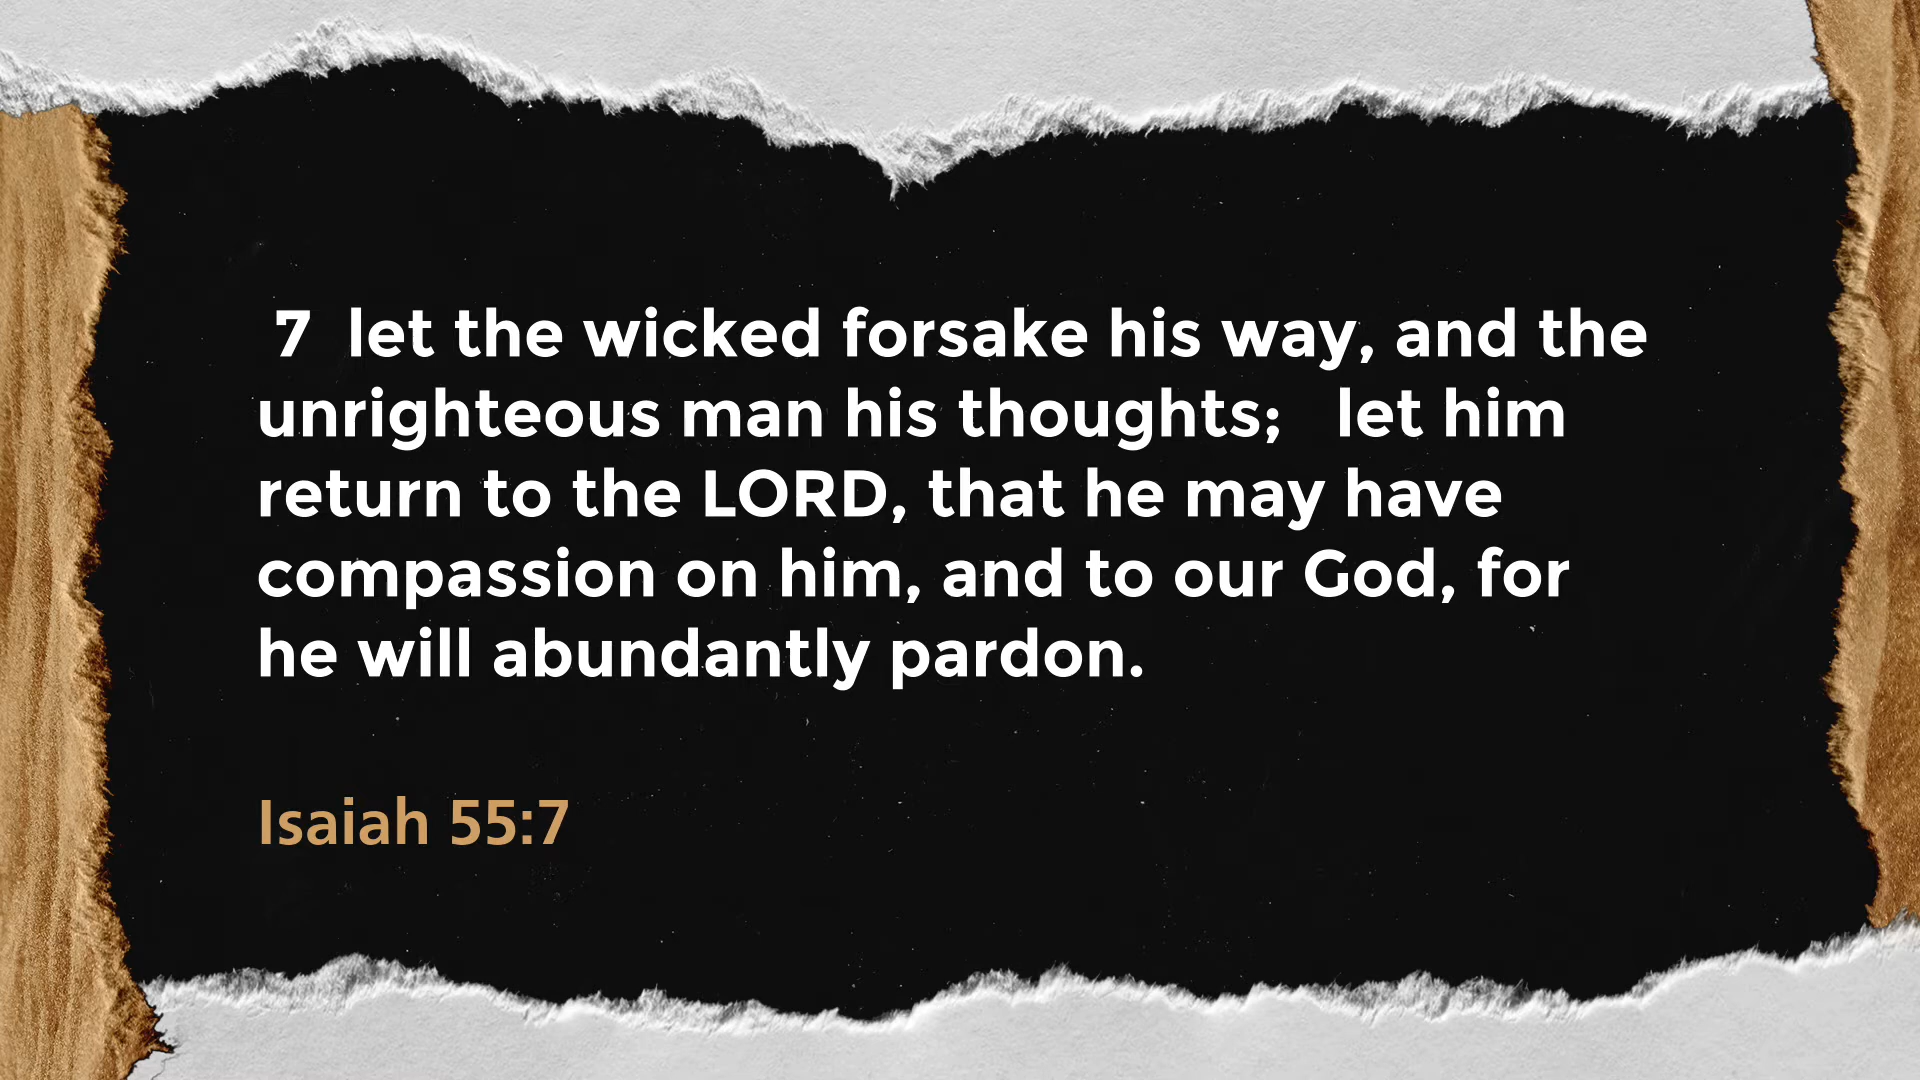 7 let the wicked forsake his way, and the
unrighteous man his thoughts; let him
return to the LORD, that he may have
compassion on him, and to our God, for
he will abundantly pardon.
Isaiah 55:7